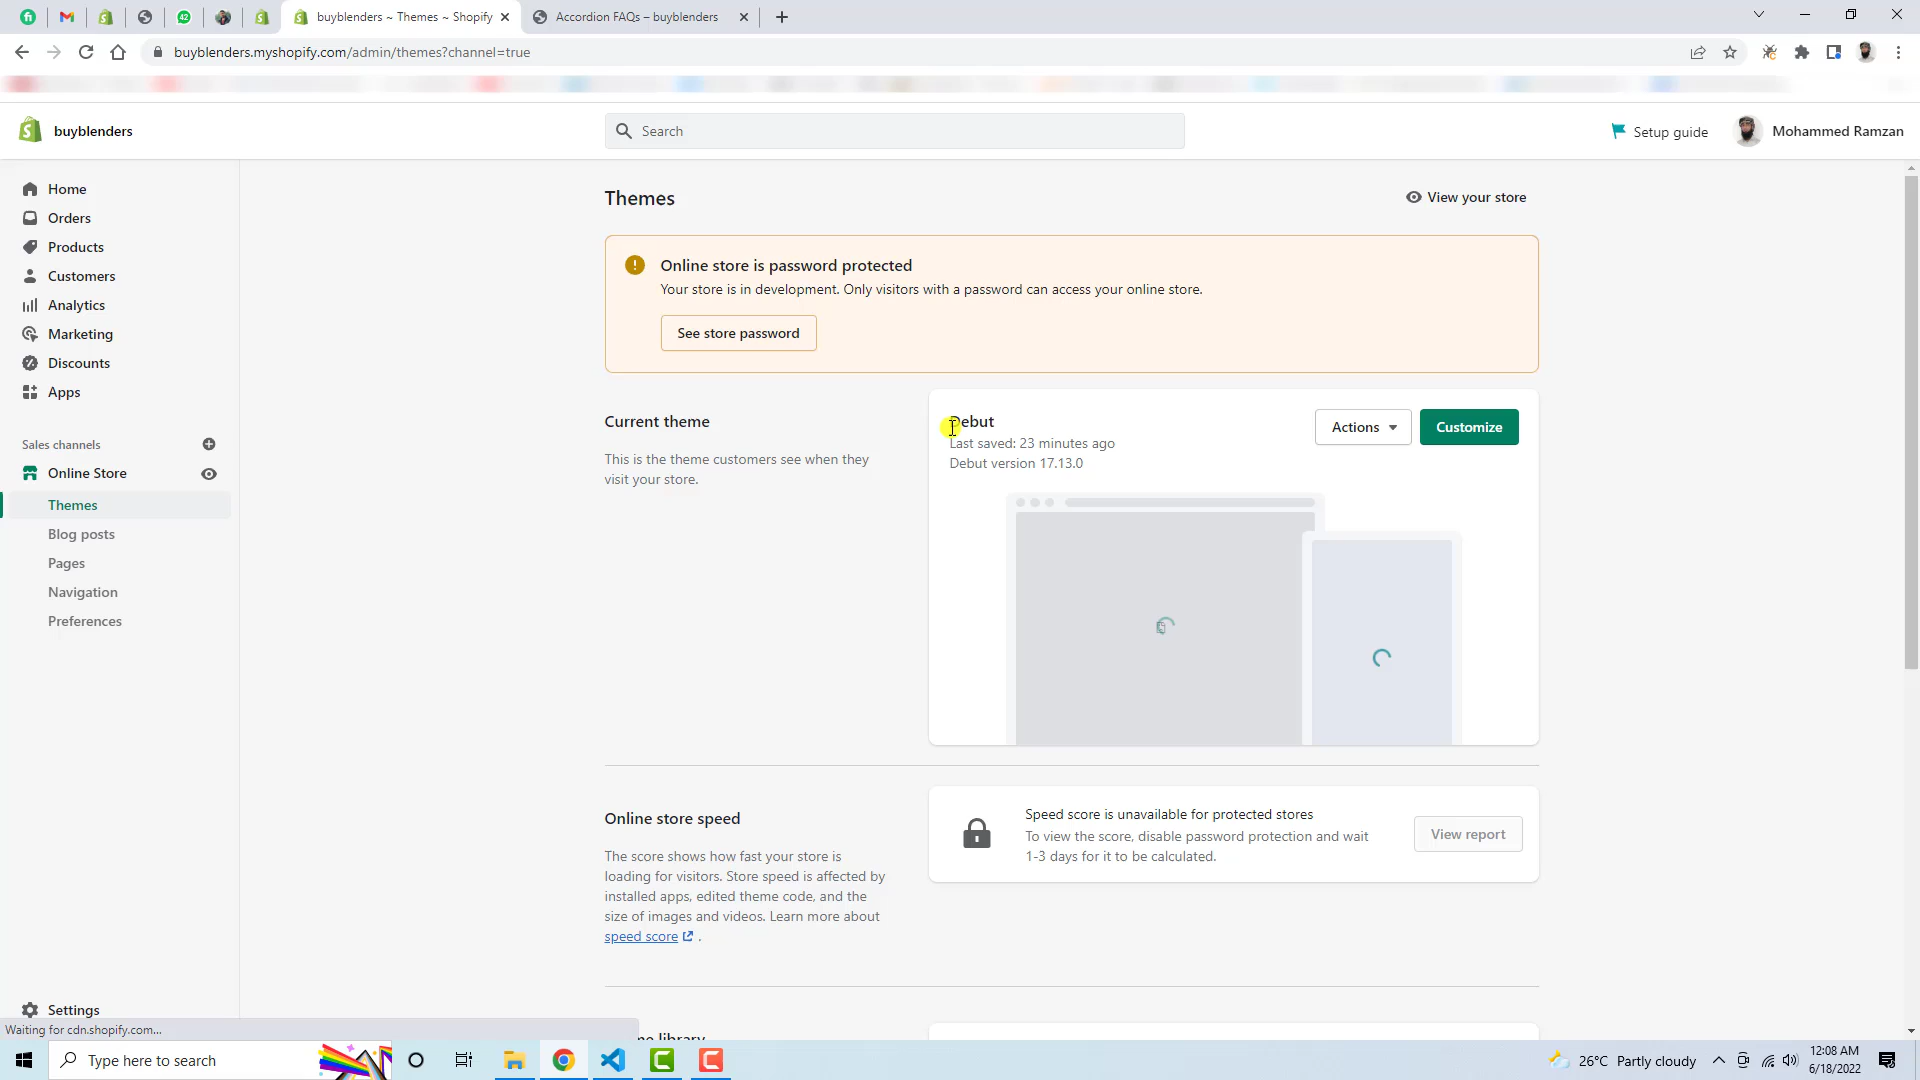 buyblenders ~ Themes ~ Shopify
Accordion FAQs – buyblenders
buyblenders.myshopify.com/admin/themes?channel=true
buyblenders
Search
Setup guide
Mohammed Ramzan
Home
Orders
Products
Customers
Analytics
Marketing
Discounts
Apps
Sales channels
Online Store
Themes
Blog posts
Pages
Navigation
Preferences
Settings
Waiting for cdn.shopify.com...
Themes
View your store
Online store is password protected
Your store is in development. Only visitors with a password can access your online store.
See store password
Current theme
This is the theme customers see when they
visit your store.
Debut
Last saved: 23 minutes ago
Debut version 17.13.0
Actions
Customize
Online store speed
The score shows how fast your store is
loading for visitors. Store speed is affected by
installed apps, edited theme code, and the
size of images and videos. Learn more about
speed score .
Speed score is unavailable for protected stores
To view the score, disable password protection and wait
1-3 days for it to be calculated.
View report
library
Type here to search
26°C Partly cloudy
12:08 AM
6/18/2022